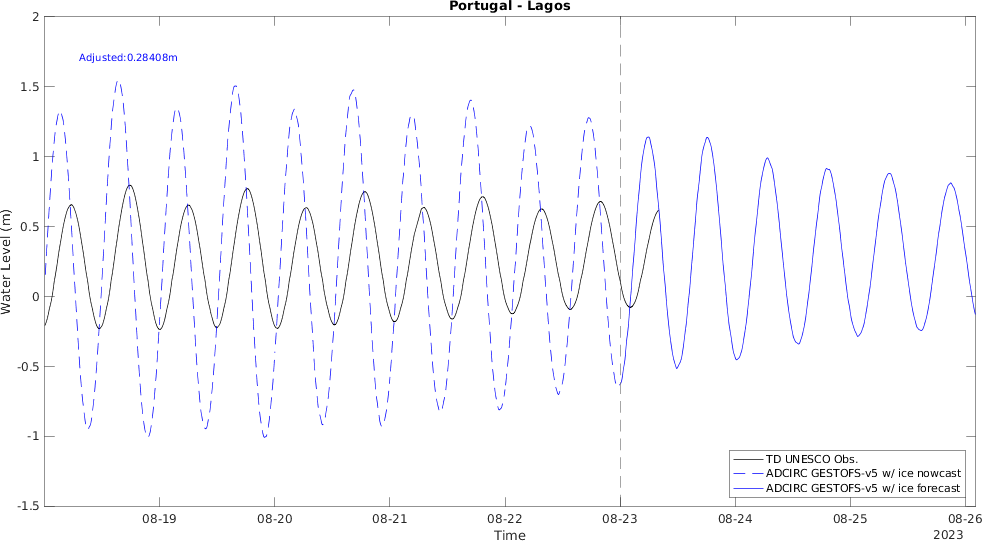 Portugal - Lagos
2
Adjusted:0.28408m
1.5
1
0.5
0
-0.5
-1
-1.5
Water Level (m)
TD UNESCO Obs.
ADCIRC GESTOFS-v5 w/ ice nowcast
ADCIRC GESTOFS-v5 w/ ice forecast
08-19 08-20 08-21 08-22 08-23 08-24 08-25 08-26
Time
2023